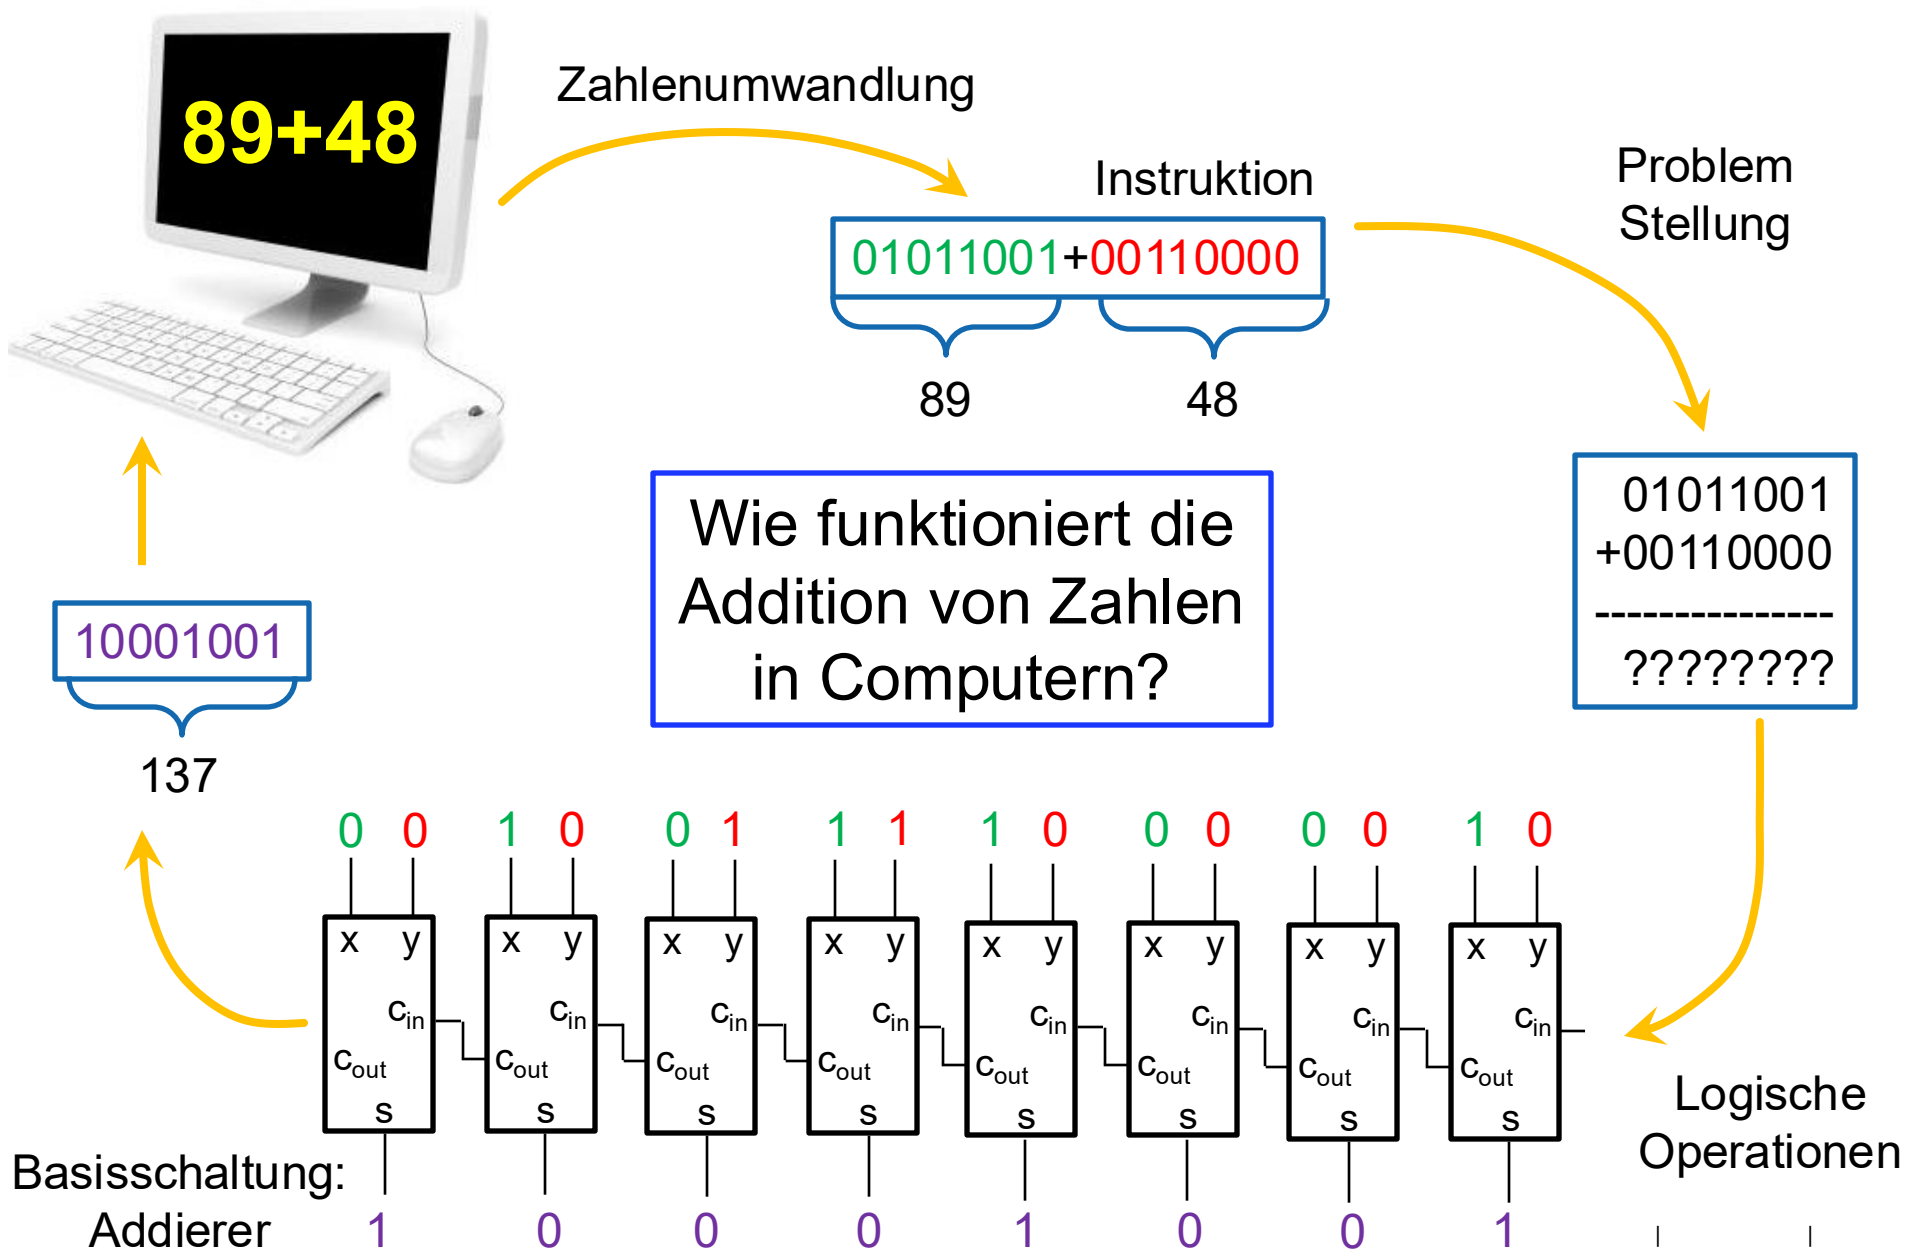 89+48
Zahlenumwandlung
Instruktion
01011001+00110000
89 48
Problem
Stellung
01011001
+00110000
---------------
????????
Wie funktioniert die
Addition von Zahlen
in Computern?
10001001
137
0 0 1 0 0 1 1 1 1 0 0 0 0 0 1 0
x y x y x y x y x y x y x y x y
cin cin cin cin cin cin cin cin
cout cout cout cout cout cout cout cout
s s s s s s s s
Logische
Operationen
Basisschaltung:
Addierer
1 0 0 0 1 0 0 1